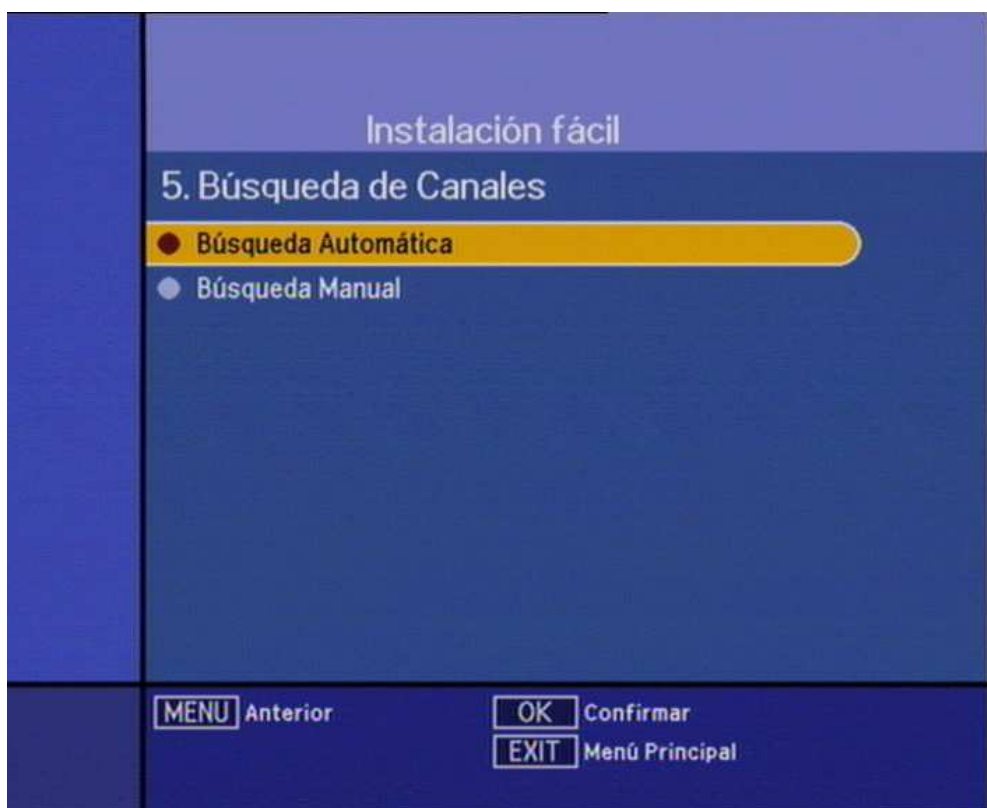 Instalación fácil
5. Búsqueda de Canales
Búsqueda Automática
Búsqueda Manual
MENU Anterior
OK Confirmar
EXIT Menú Principal